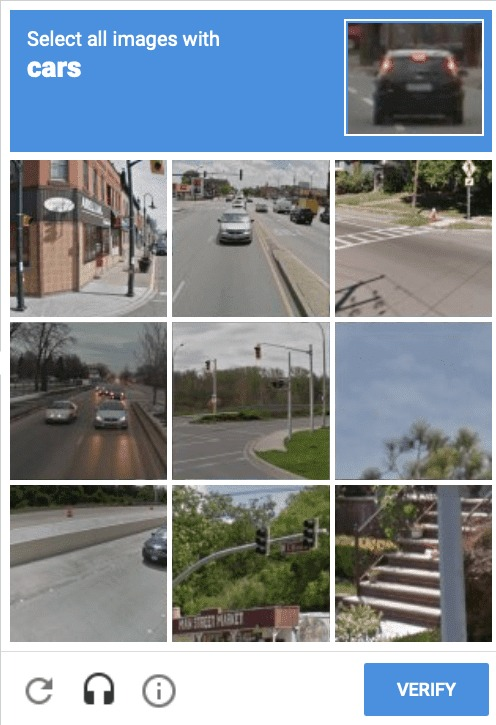 Select all images with
cars
MAIN STREET MARKET
VERIFY